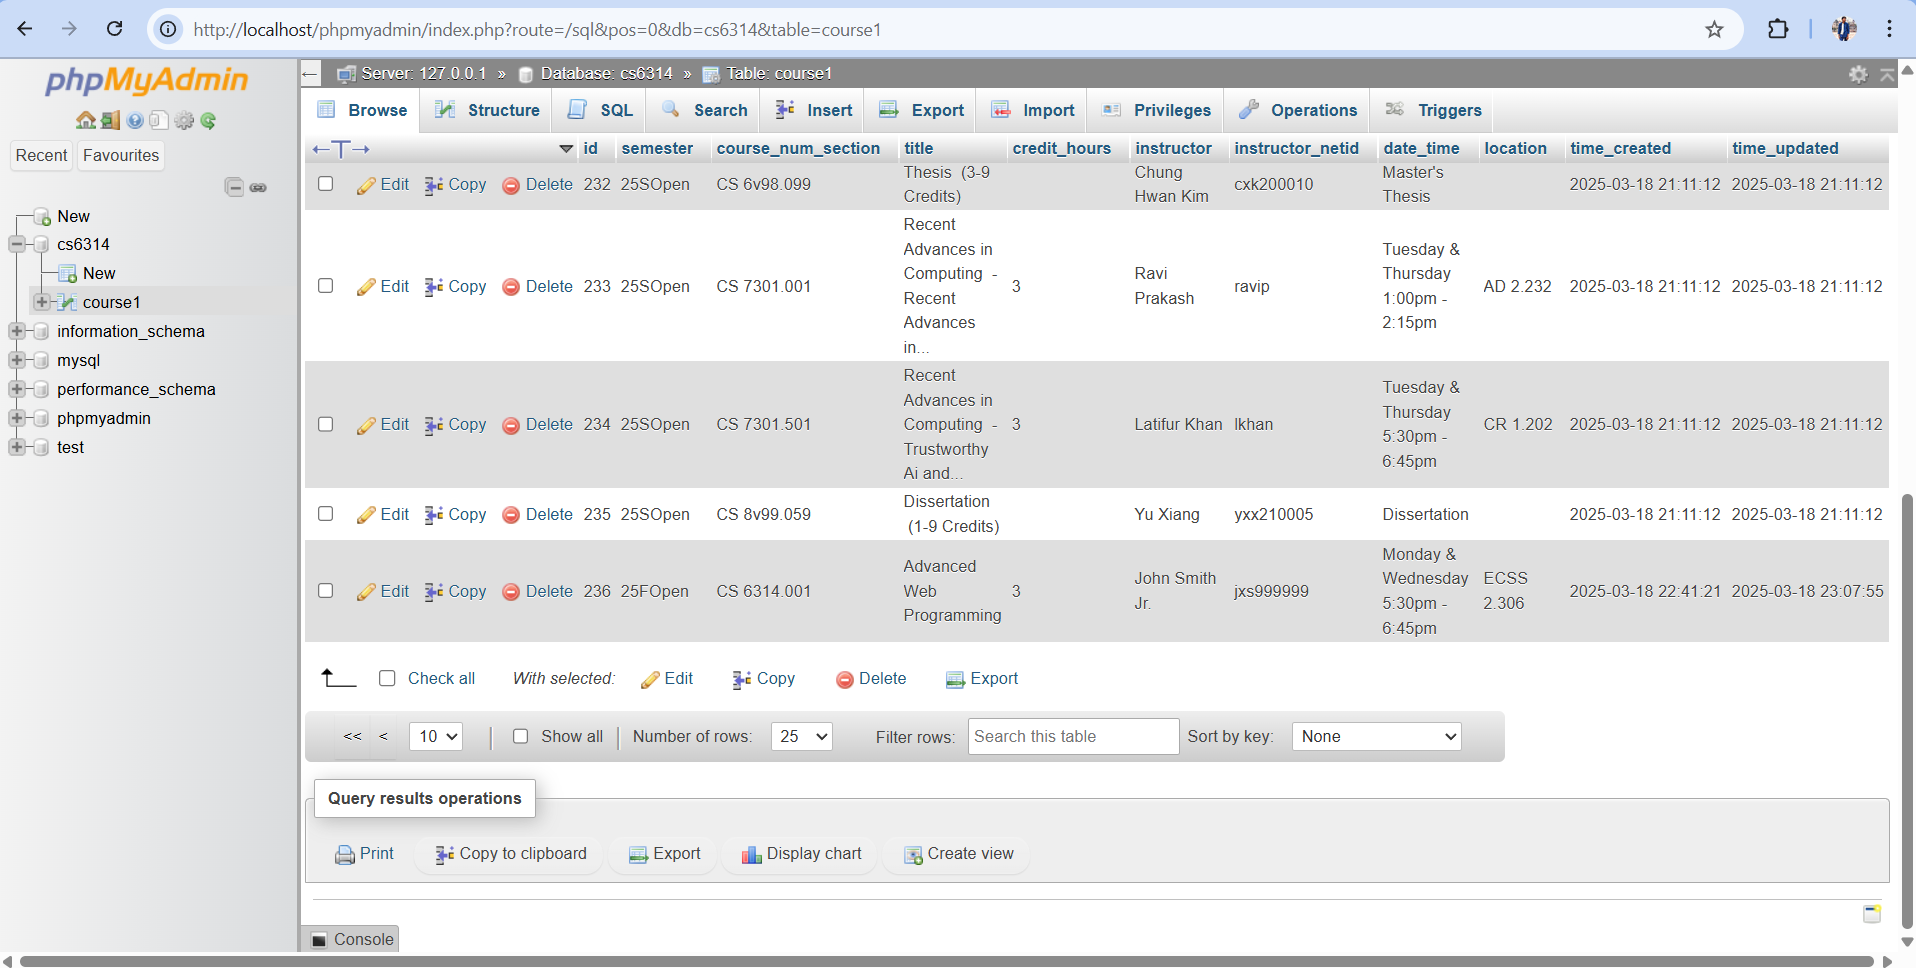 http://localhost/phpmyadmin/index.php?route=/sql&pos=0&db=cs6314&table=course1
phpMyAdmin
Recent
Favourites
New
cs6314
New
course1
information_schema
mysql
performance_schema
phpmyadmin
test
Server: 127.0.0.1 » Database: cs6314 » Table: course1
Browse Structure SQL Search Insert Export Import Privileges Operations Triggers
←T→ id semester course_num_section title credit_hours instructor instructor_netid date_time location time_created time_updated
Edit Copy Delete 232 25SOpen CS 6v98.099
Thesis (3-9
Credits)
Chung
Hwan Kim
cxk200010
Master's
Thesis
2025-03-18 21:11:12 2025-03-18 21:11:12
Edit Copy Delete 233 25SOpen CS 7301.001
Recent
Advances in
Computing -
Recent
Advances
in...
3
Ravi
Prakash
ravip
Tuesday &
Thursday
1:00pm -
2:15pm
AD 2.232 2025-03-18 21:11:12 2025-03-18 21:11:12
Edit Copy Delete 234 25SOpen CS 7301.501
Recent
Advances in
Computing -
Trustworthy
Ai and...
3
Latifur Khan lkhan
Tuesday &
Thursday
5:30pm -
6:45pm
CR 1.202 2025-03-18 21:11:12 2025-03-18 21:11:12
Edit Copy Delete 235 25SOpen CS 8v99.059
Dissertation
(1-9 Credits)
Yu Xiang yxx210005 Dissertation 2025-03-18 21:11:12 2025-03-18 21:11:12
Edit Copy Delete 236 25FOpen CS 6314.001
Advanced
Web
Programming
3
John Smith
Jr.
jxs999999
Monday &
Wednesday
5:30pm -
6:45pm
ECSS
2.306
2025-03-18 22:41:21 2025-03-18 23:07:55
Check all With selected: Edit Copy Delete Export
<< < 10 | Show all | Number of rows: 25 Filter rows: Search this table Sort by key: None
Query results operations
Print Copy to clipboard Export Display chart Create view
Console